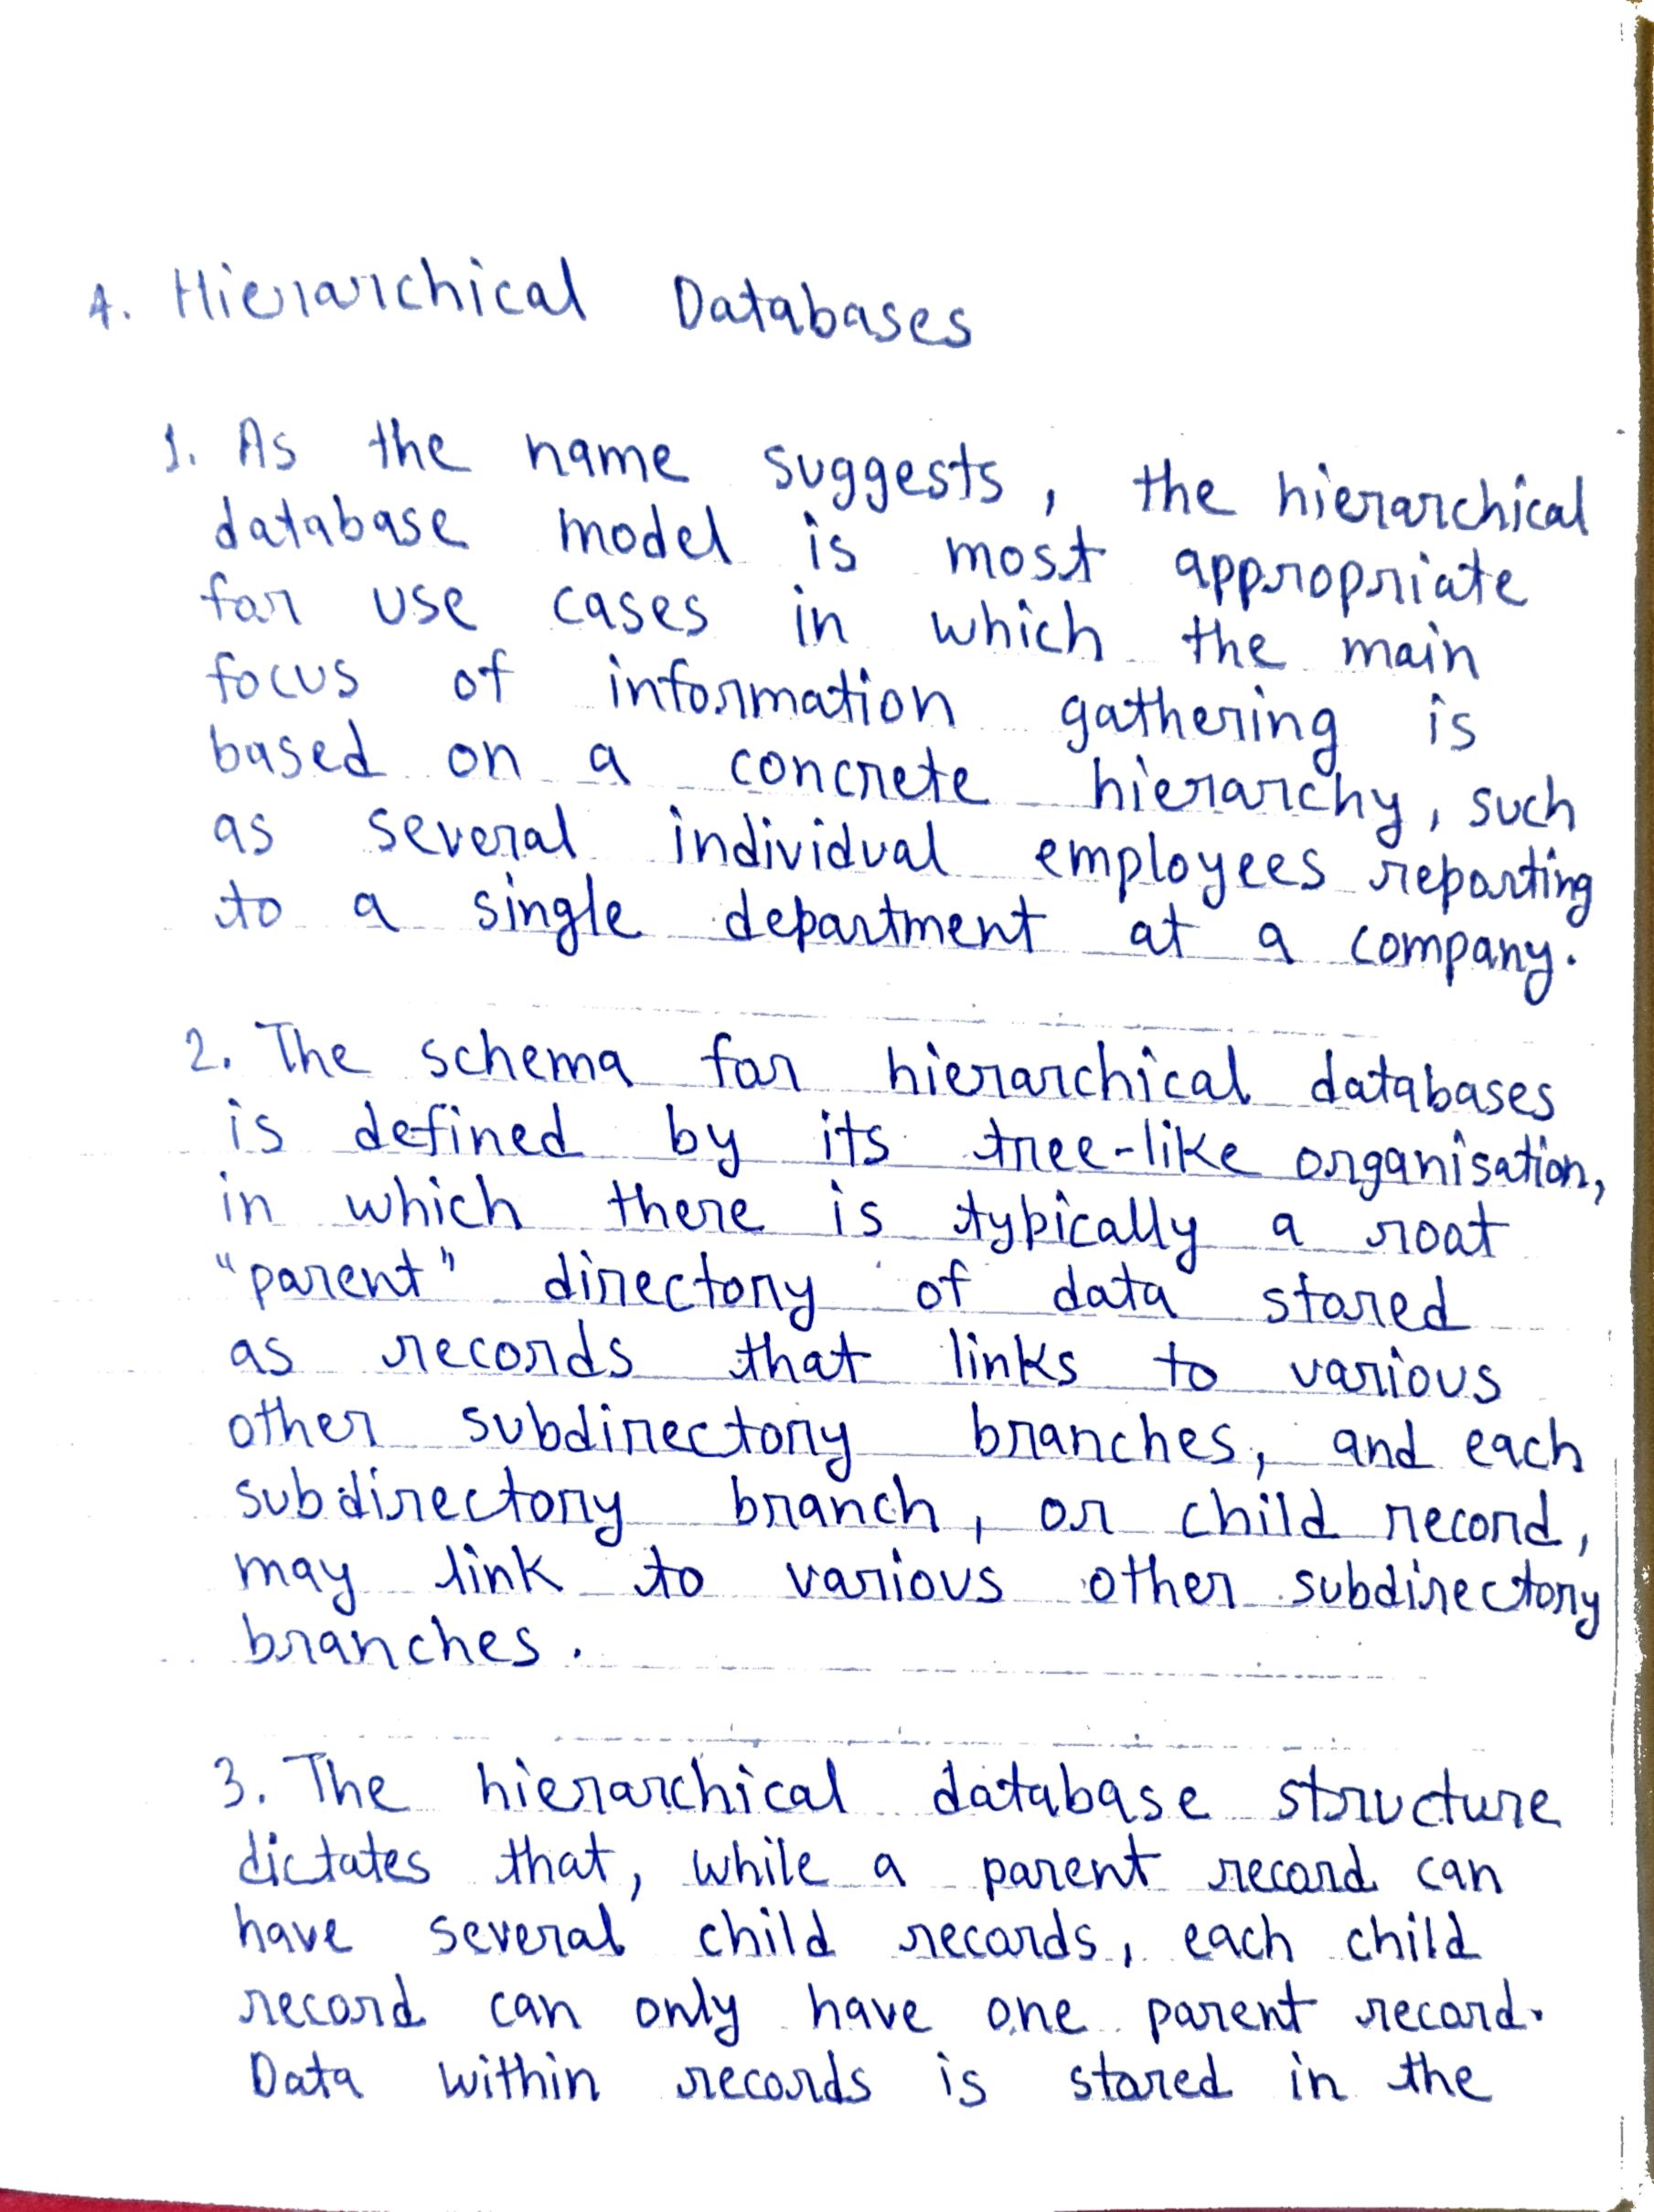 4. Hierarchical Databases
1. As the name suggests, the hierarchical
database model is most appropriate
for use cases in which the main
focus of information gathering is
based on a concrete hierarchy, such
as several individual employees reporting
to a single department at a company.
2. The schema for hierarchical databases
is defined by its tree-like organisation,
in which there is typically a root
"parent" directory of data stored
as records that links to various
other subdirectory branches, and each
subdirectory branch, or child record,
may link to various other subdirectory
branches.
3. The hierarchical database structure
dictates that, while a parent record can
have several child records, each child
record can only have one parent record.
Data within records is stored in the